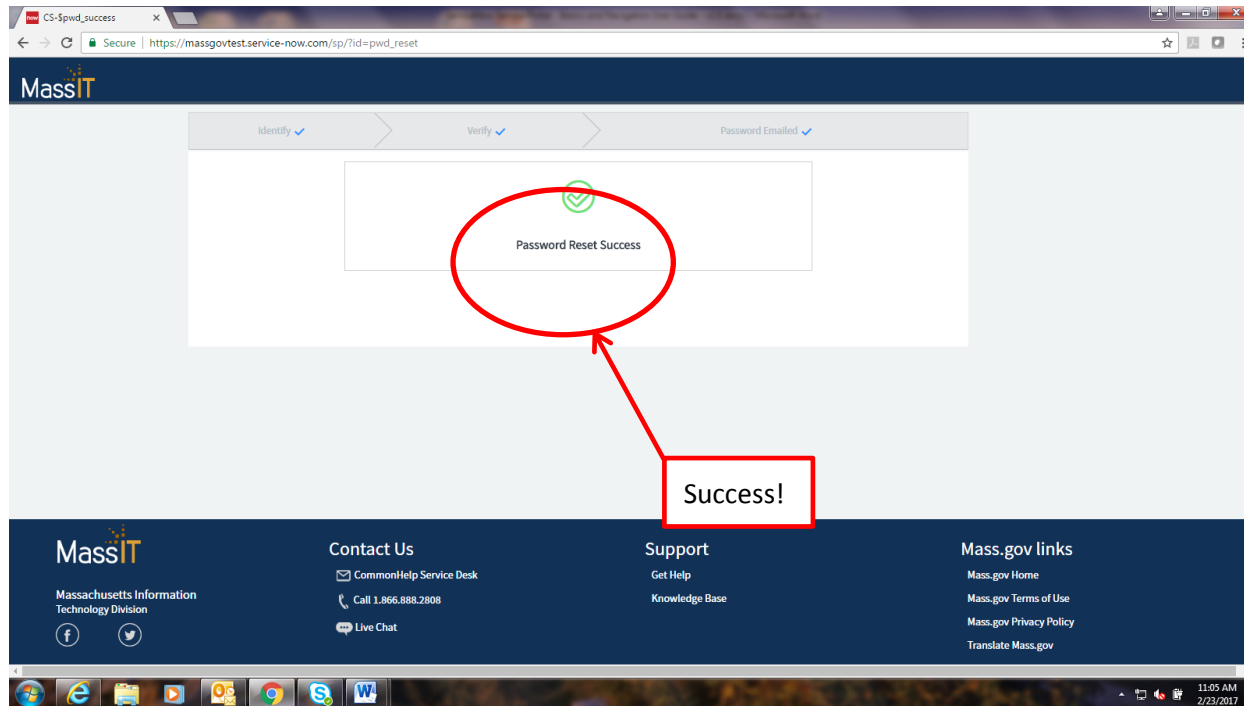 now CS-$pwd_success
Secure | https://massgovtest.service-now.com/sp/?id=pwd_reset
MassIT
Identify Verify Password Emailed
Password Reset Success
Success!
MassIT
Massachusetts Information
Technology Division
Contact Us
CommonHelp Service Desk
Call 1.866.888.2808
Live Chat
Support
Get Help
Knowledge Base
Mass.gov links
Mass.gov Home
Mass.gov Terms of Use
Mass.gov Privacy Policy
Translate Mass.gov
11:05 AM
2/23/2017